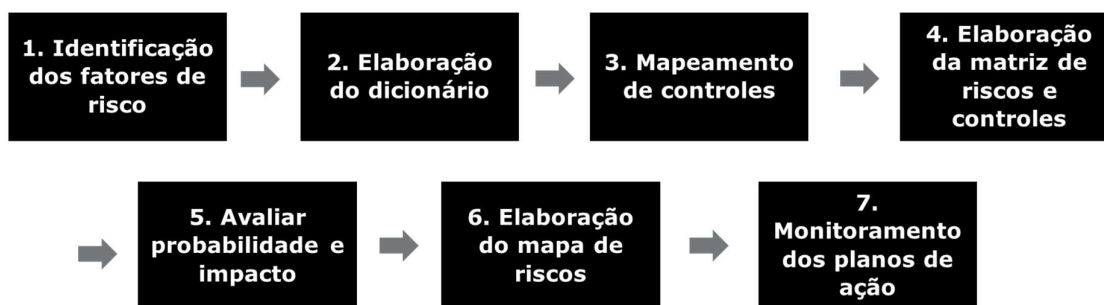 1. Identificação
dos fatores de
risco
2. Elaboração
do dicionário
3. Mapeamento
de controles
4. Elaboração
da matriz de
riscos e
controles
5. Avaliar
probabilidade e
impacto
6. Elaboração
do mapa de
riscos
7.
Monitoramento
dos planos de
ação